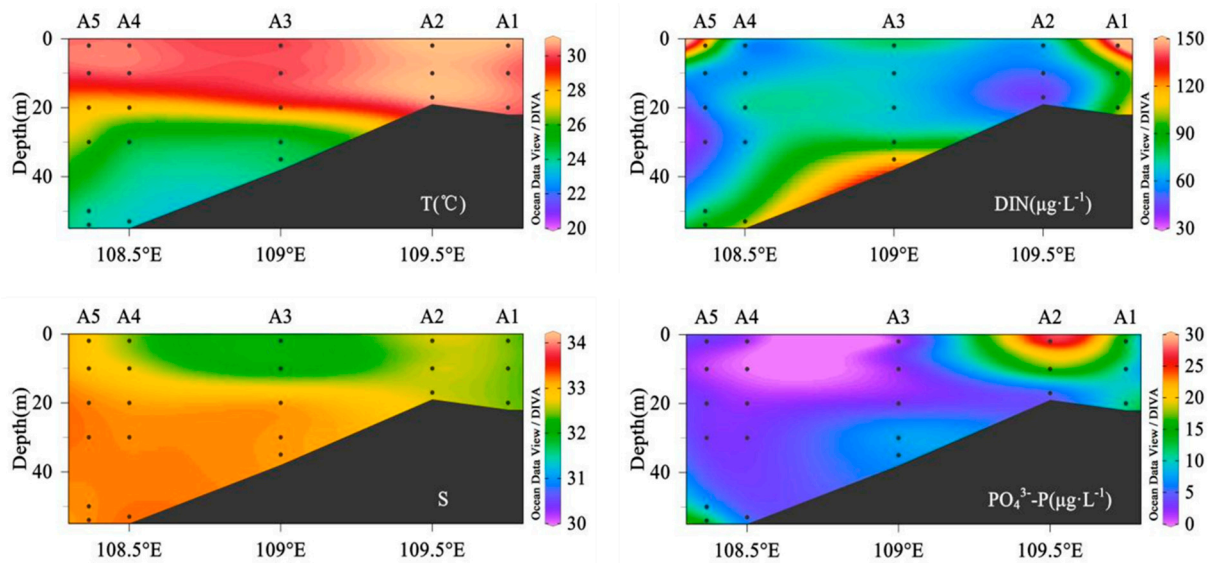 A5 A4 A3 A2 A1
0
20
40
Depth(m)
T(℃)
108.5°E 109°E 109.5°E
30
28
26
24
22
20
Ocean Data View / DIVA
A5 A4 A3 A2 A1
0
20
40
Depth(m)
DIN(μg·L⁻¹)
108.5°E 109°E 109.5°E
150
120
90
60
30
Ocean Data View / DIVA
A5 A4 A3 A2 A1
0
20
40
Depth(m)
S
108.5°E 109°E 109.5°E
34
33
32
31
30
Ocean Data View / DIVA
A5 A4 A3 A2 A1
0
20
40
Depth(m)
PO₄³⁻-P(μg·L⁻¹)
108.5°E 109°E 109.5°E
30
25
20
15
10
5
0
Ocean Data View / DIVA